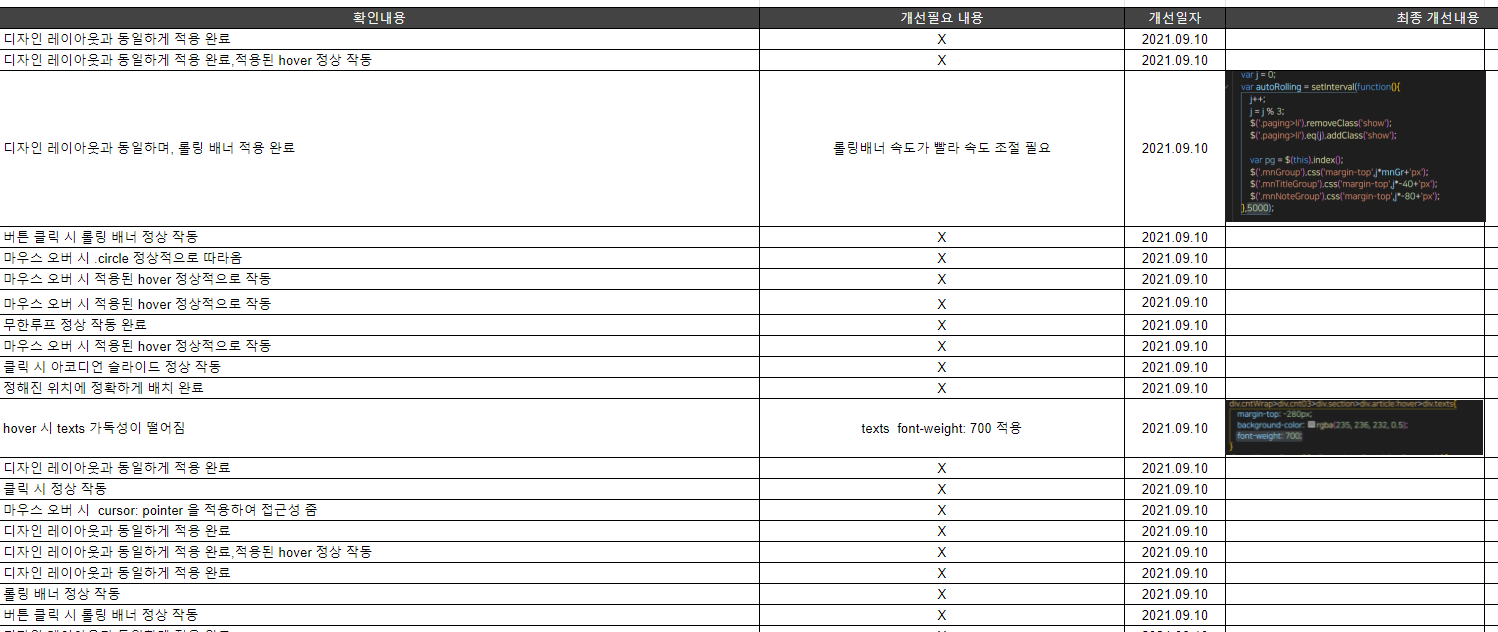 확인내용 개선필요 내용 개선일자 최종 개선내용
디자인 레이아웃과 동일하게 적용 완료 X 2021.09.10
디자인 레이아웃과 동일하게 적용 완료,적용된 hover 정상 작동 X 2021.09.10
디자인 레이아웃과 동일하며, 롤링 배너 적용 완료 롤링배너 속도가 빨라 속도 조절 필요 2021.09.10
var j = 0;
var autoRolling = setInterval(function(){
j++;
j = j % 3;
$('.paging>li').removeClass('show');
$('.paging>li').eq(j).addClass('show');
var pg = $(this).index();
$('.mnGroup').css('margin-top',j*mnGr+'px');
$('.mnTitleGroup').css('margin-top',j*-40+'px');
$('.mnNoteGroup').css('margin-top',j*-80+'px');
},5000);
버튼 클릭 시 롤링 배너 정상 작동 X 2021.09.10
마우스 오버 시 .circle 정상적으로 따라옴 X 2021.09.10
마우스 오버 시 적용된 hover 정상적으로 작동 X 2021.09.10
마우스 오버 시 적용된 hover 정상적으로 작동 X 2021.09.10
무한루프 정상 작동 완료 X 2021.09.10
마우스 오버 시 적용된 hover 정상적으로 작동 X 2021.09.10
클릭 시 아코디언 슬라이드 정상 작동 X 2021.09.10
정해진 위치에 정확하게 배치 완료 X 2021.09.10
hover 시 texts 가독성이 떨어짐 texts font-weight: 700 적용 2021.09.10
div.cntWrap>div.cnt03>div.section>div.article:hover>div.texts{
margin-top: -280px;
background-color: rgba(235, 236, 232, 0.5);
font-weight: 700;
}
디자인 레이아웃과 동일하게 적용 완료 X 2021.09.10
클릭 시 정상 작동 X 2021.09.10
마우스 오버 시 cursor: pointer 을 적용하여 접근성 줌 X 2021.09.10
디자인 레이아웃과 동일하게 적용 완료 X 2021.09.10
디자인 레이아웃과 동일하게 적용 완료,적용된 hover 정상 작동 X 2021.09.10
디자인 레이아웃과 동일하게 적용 완료 X 2021.09.10
롤링 배너 정상 작동 X 2021.09.10
버튼 클릭 시 롤링 배너 정상 작동 X 2021.09.10